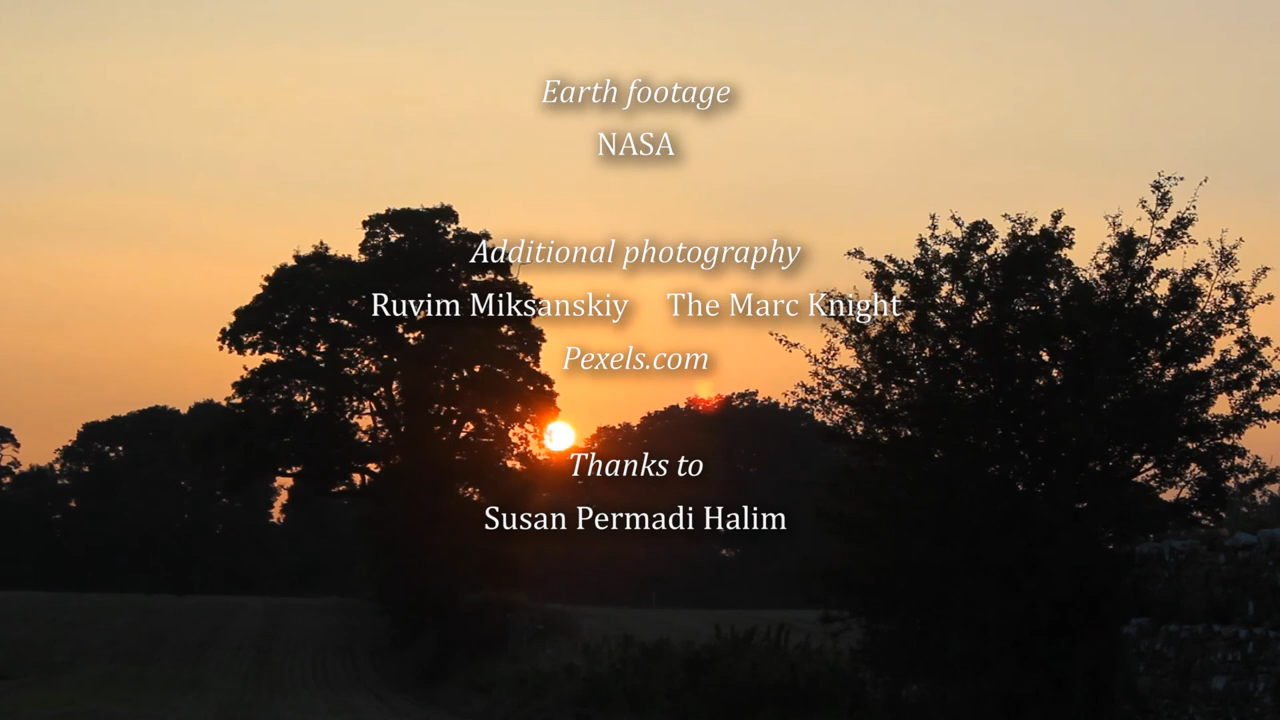 Earth footage
NASA
Additional photography
Ruvim Miksanskiy The Marc Knight
Pexels.com
Thanks to
Susan Permadi Halim